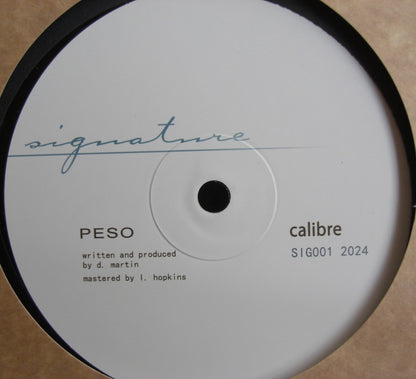 signature
PESO
calibre
written and produced
by d. martin
SIG001 2024
mastered by l. hopkins